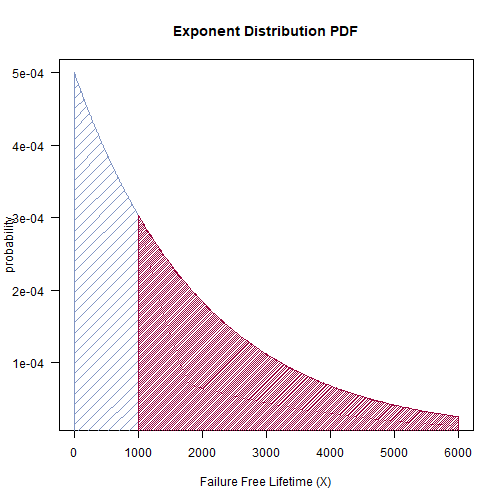 Exponent Distribution PDF
probability
5e-04
4e-04
3e-04
2e-04
1e-04
0 1000 2000 3000 4000 5000 6000
Failure Free Lifetime (X)